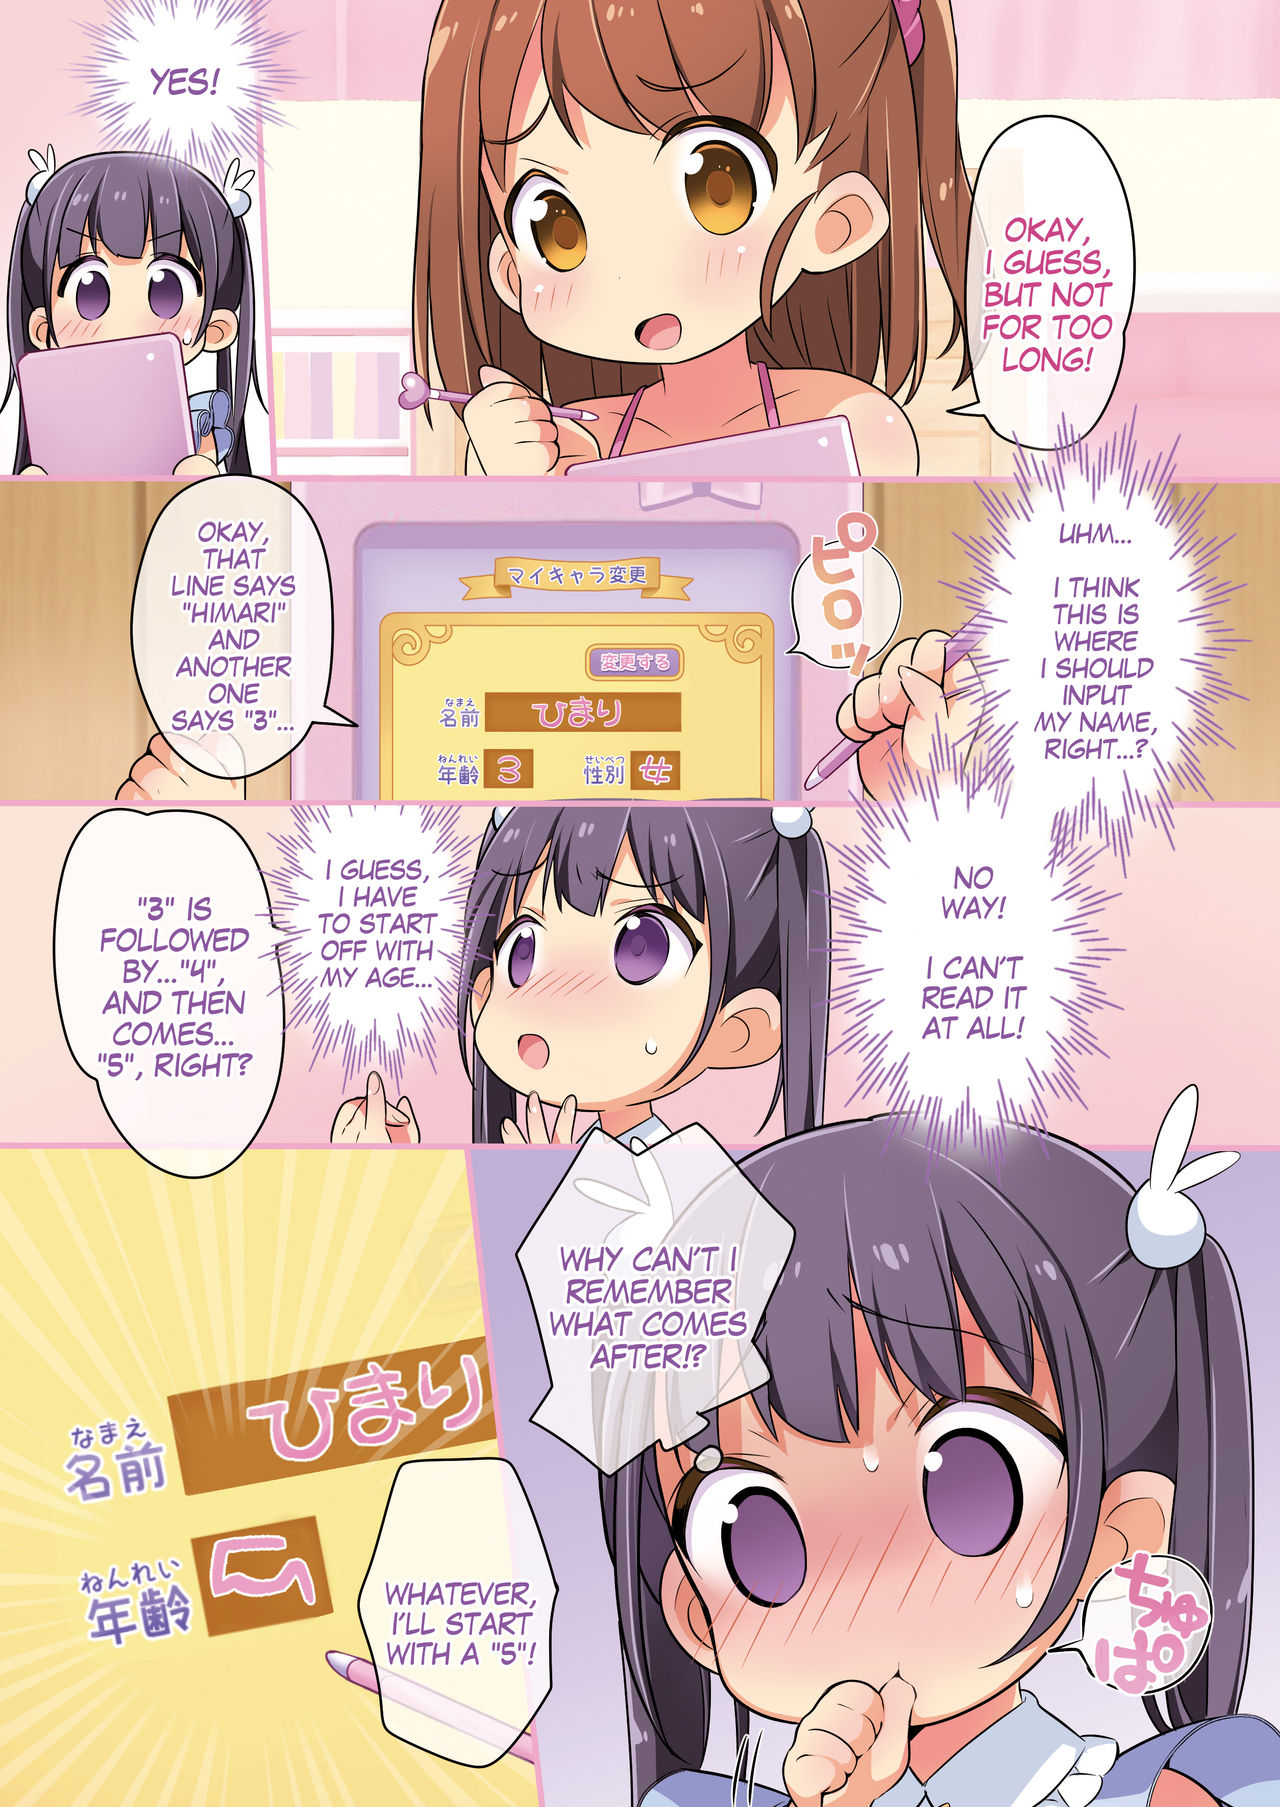 YES!
OKAY,
I GUESS,
BUT NOT
FOR TOO
LONG!
OKAY,
THAT
LINE SAYS
"HIMARI"
AND
ANOTHER
ONE
SAYS "3"...
マイキャラ変更
変更する
なまえ
名前 ひまり
ねんれい せいべつ
年齢 3 性別 女
ピロッ
UHM...
I THINK
THIS IS
WHERE
I SHOULD
INPUT
MY NAME,
RIGHT...?
"3" IS
FOLLOWED
BY..."4",
AND THEN
COMES...
"5", RIGHT?
I GUESS,
I HAVE
TO START
OFF WITH
MY AGE...
NO
WAY!
I CAN'T
READ IT
AT ALL!
WHY CAN'T I
REMEMBER
WHAT COMES
AFTER!?
なまえ
名前 ひまり
ねんれい
年齢
WHATEVER,
I'LL START
WITH A "5"!
ちゅぱ